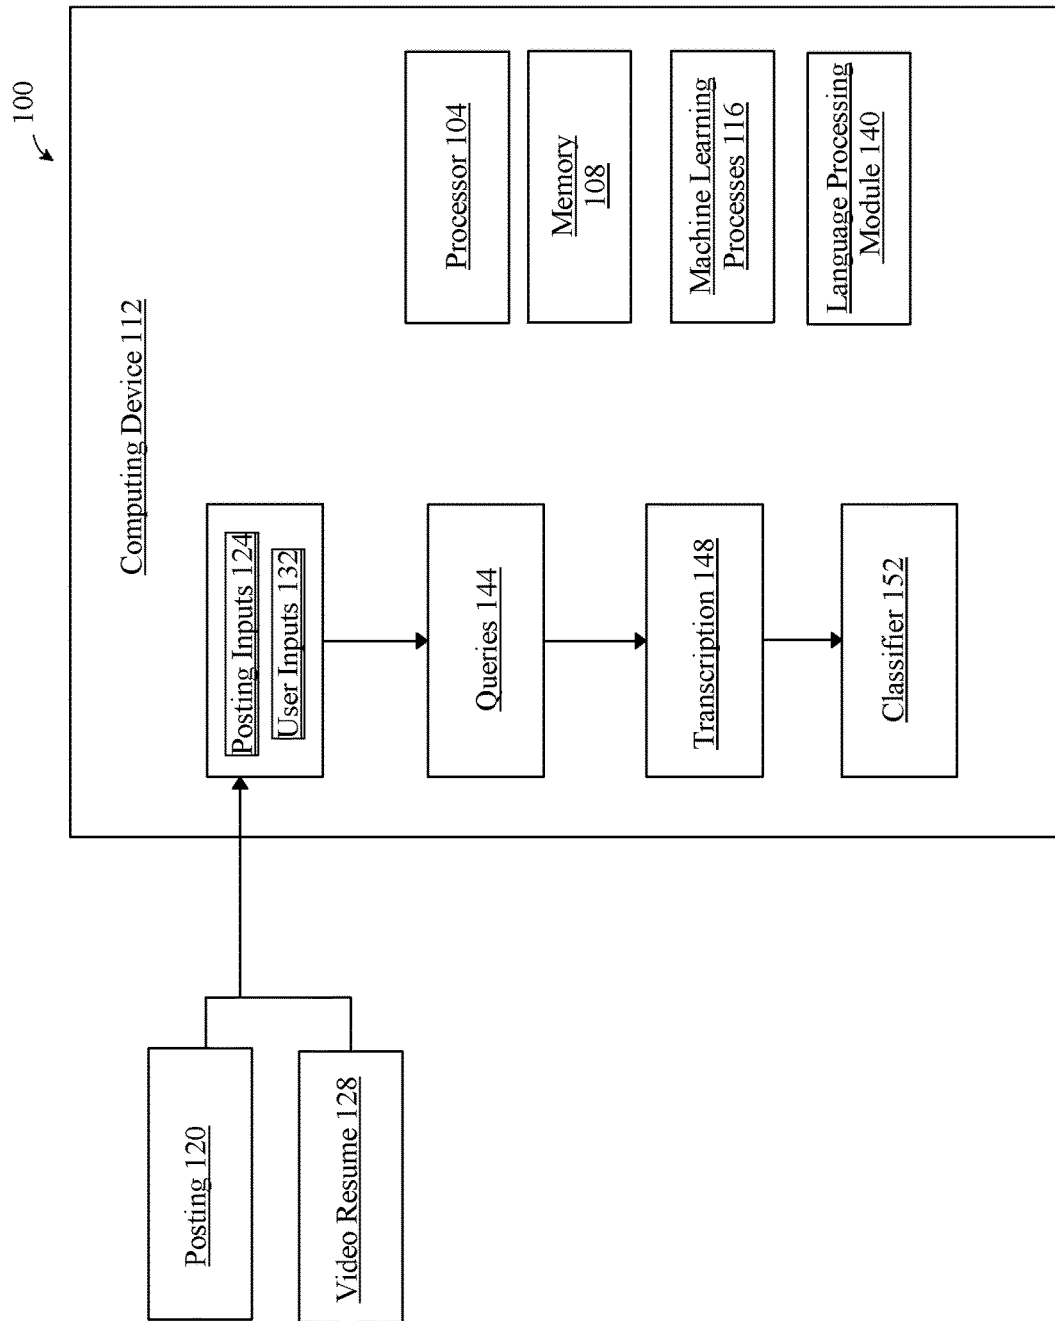 100
Computing Device 112
Posting 120
Video Resume 128
Posting Inputs 124
User Inputs 132
Queries 144
Transcription 148
Classifier 152
Processor 104
Memory
108
Machine Learning
Processes 116
Language Processing
Module 140